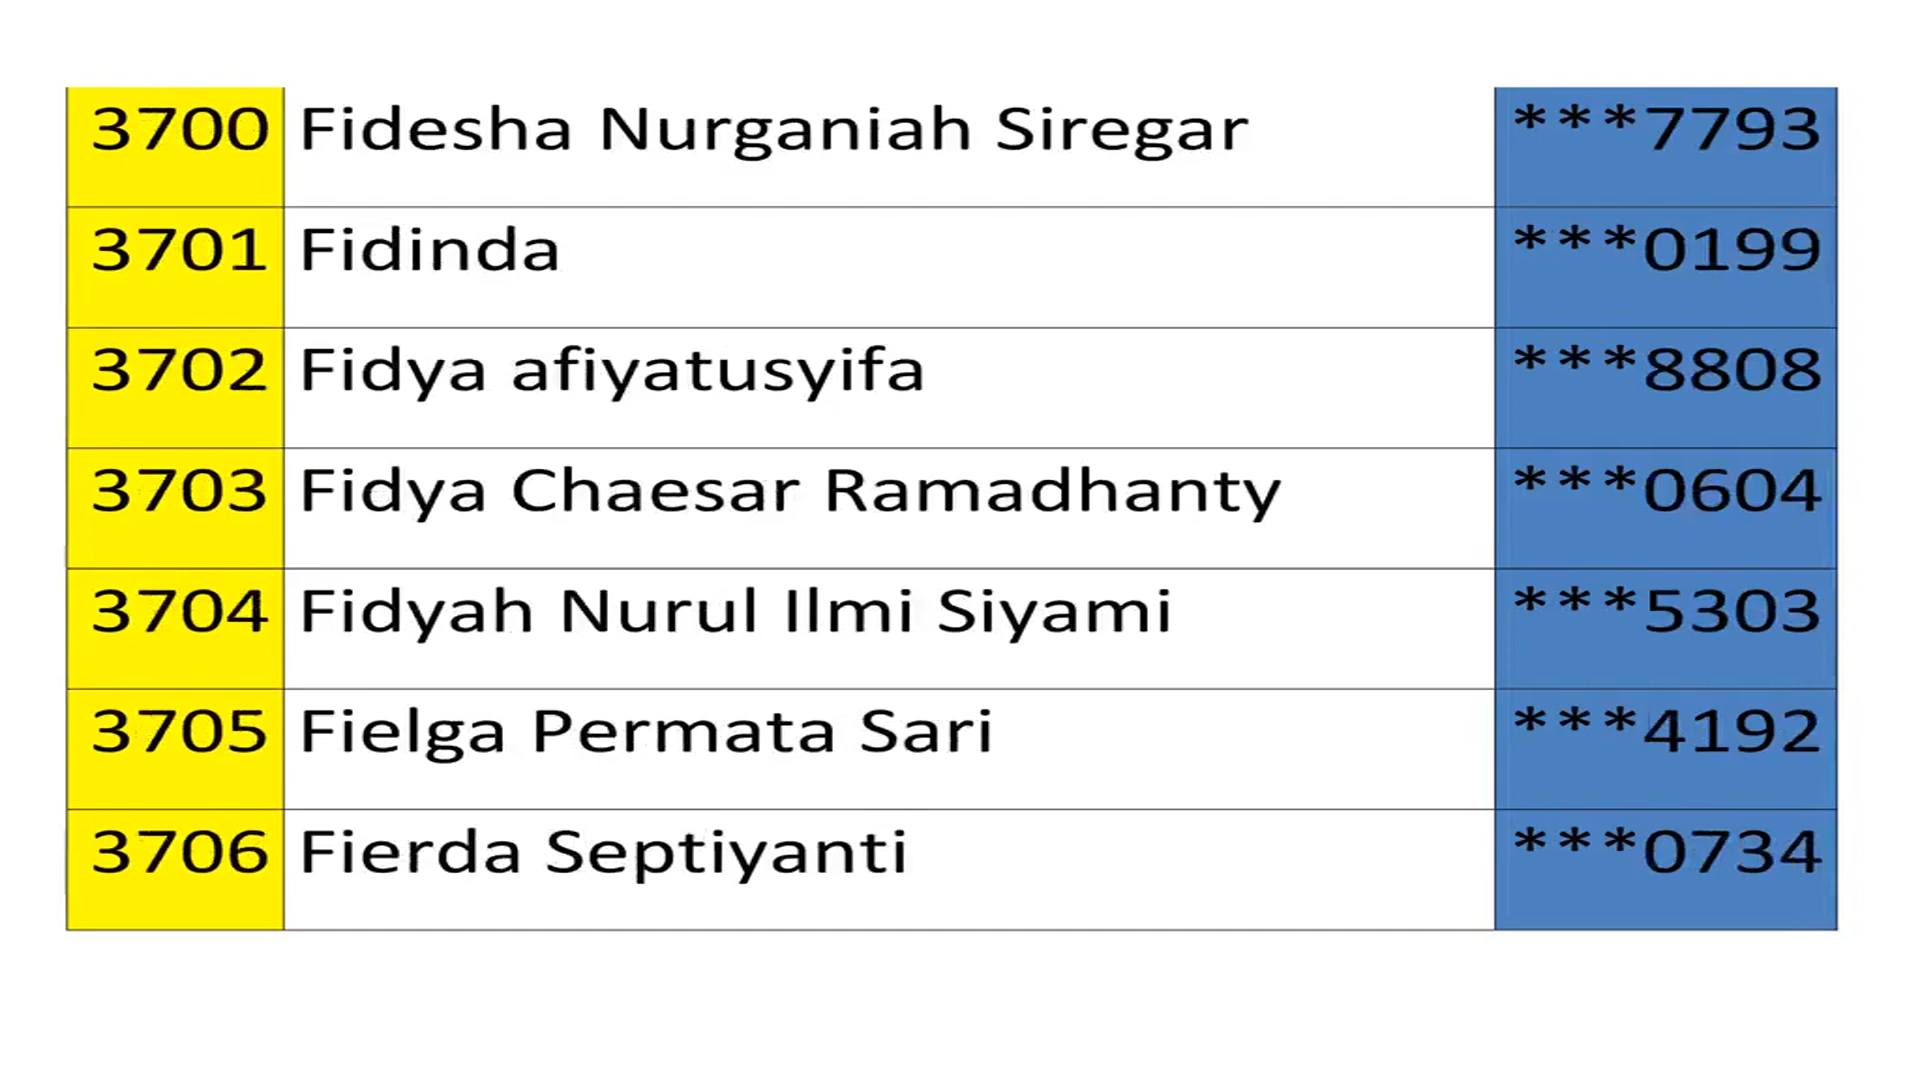 3700 Fidesha Nurganiah Siregar ***7793
3701 Fidinda ***0199
3702 Fidya afiyatusyifa ***8808
3703 Fidya Chaesar Ramadhanty ***0604
3704 Fidyah Nurul Ilmi Siyami ***5303
3705 Fielga Permata Sari ***4192
3706 Fierda Septiyanti ***0734